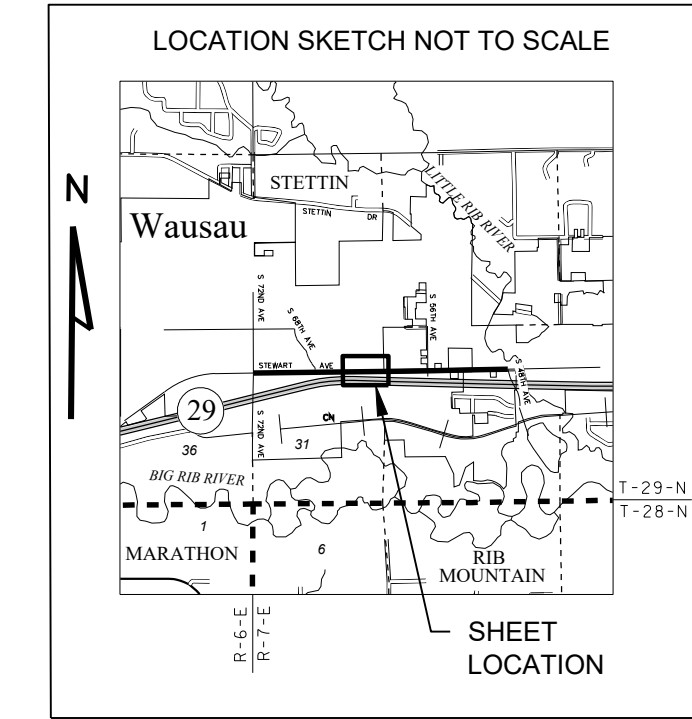 LOCATION SKETCH NOT TO SCALE
N
STETTIN
STETTIN DR
LITTLE RIB RIVER
Wausau
S 72ND AVE
S 68TH AVE
S 56TH AVE
STEWART AVE
S 48TH AVE
29
S 72ND AVE
CN
36
31
BIG RIB RIVER
T-29-N
T-28-N
1
6
MARATHON
RIB
MOUNTAIN
R-6-E
R-7-E
SHEET
LOCATION